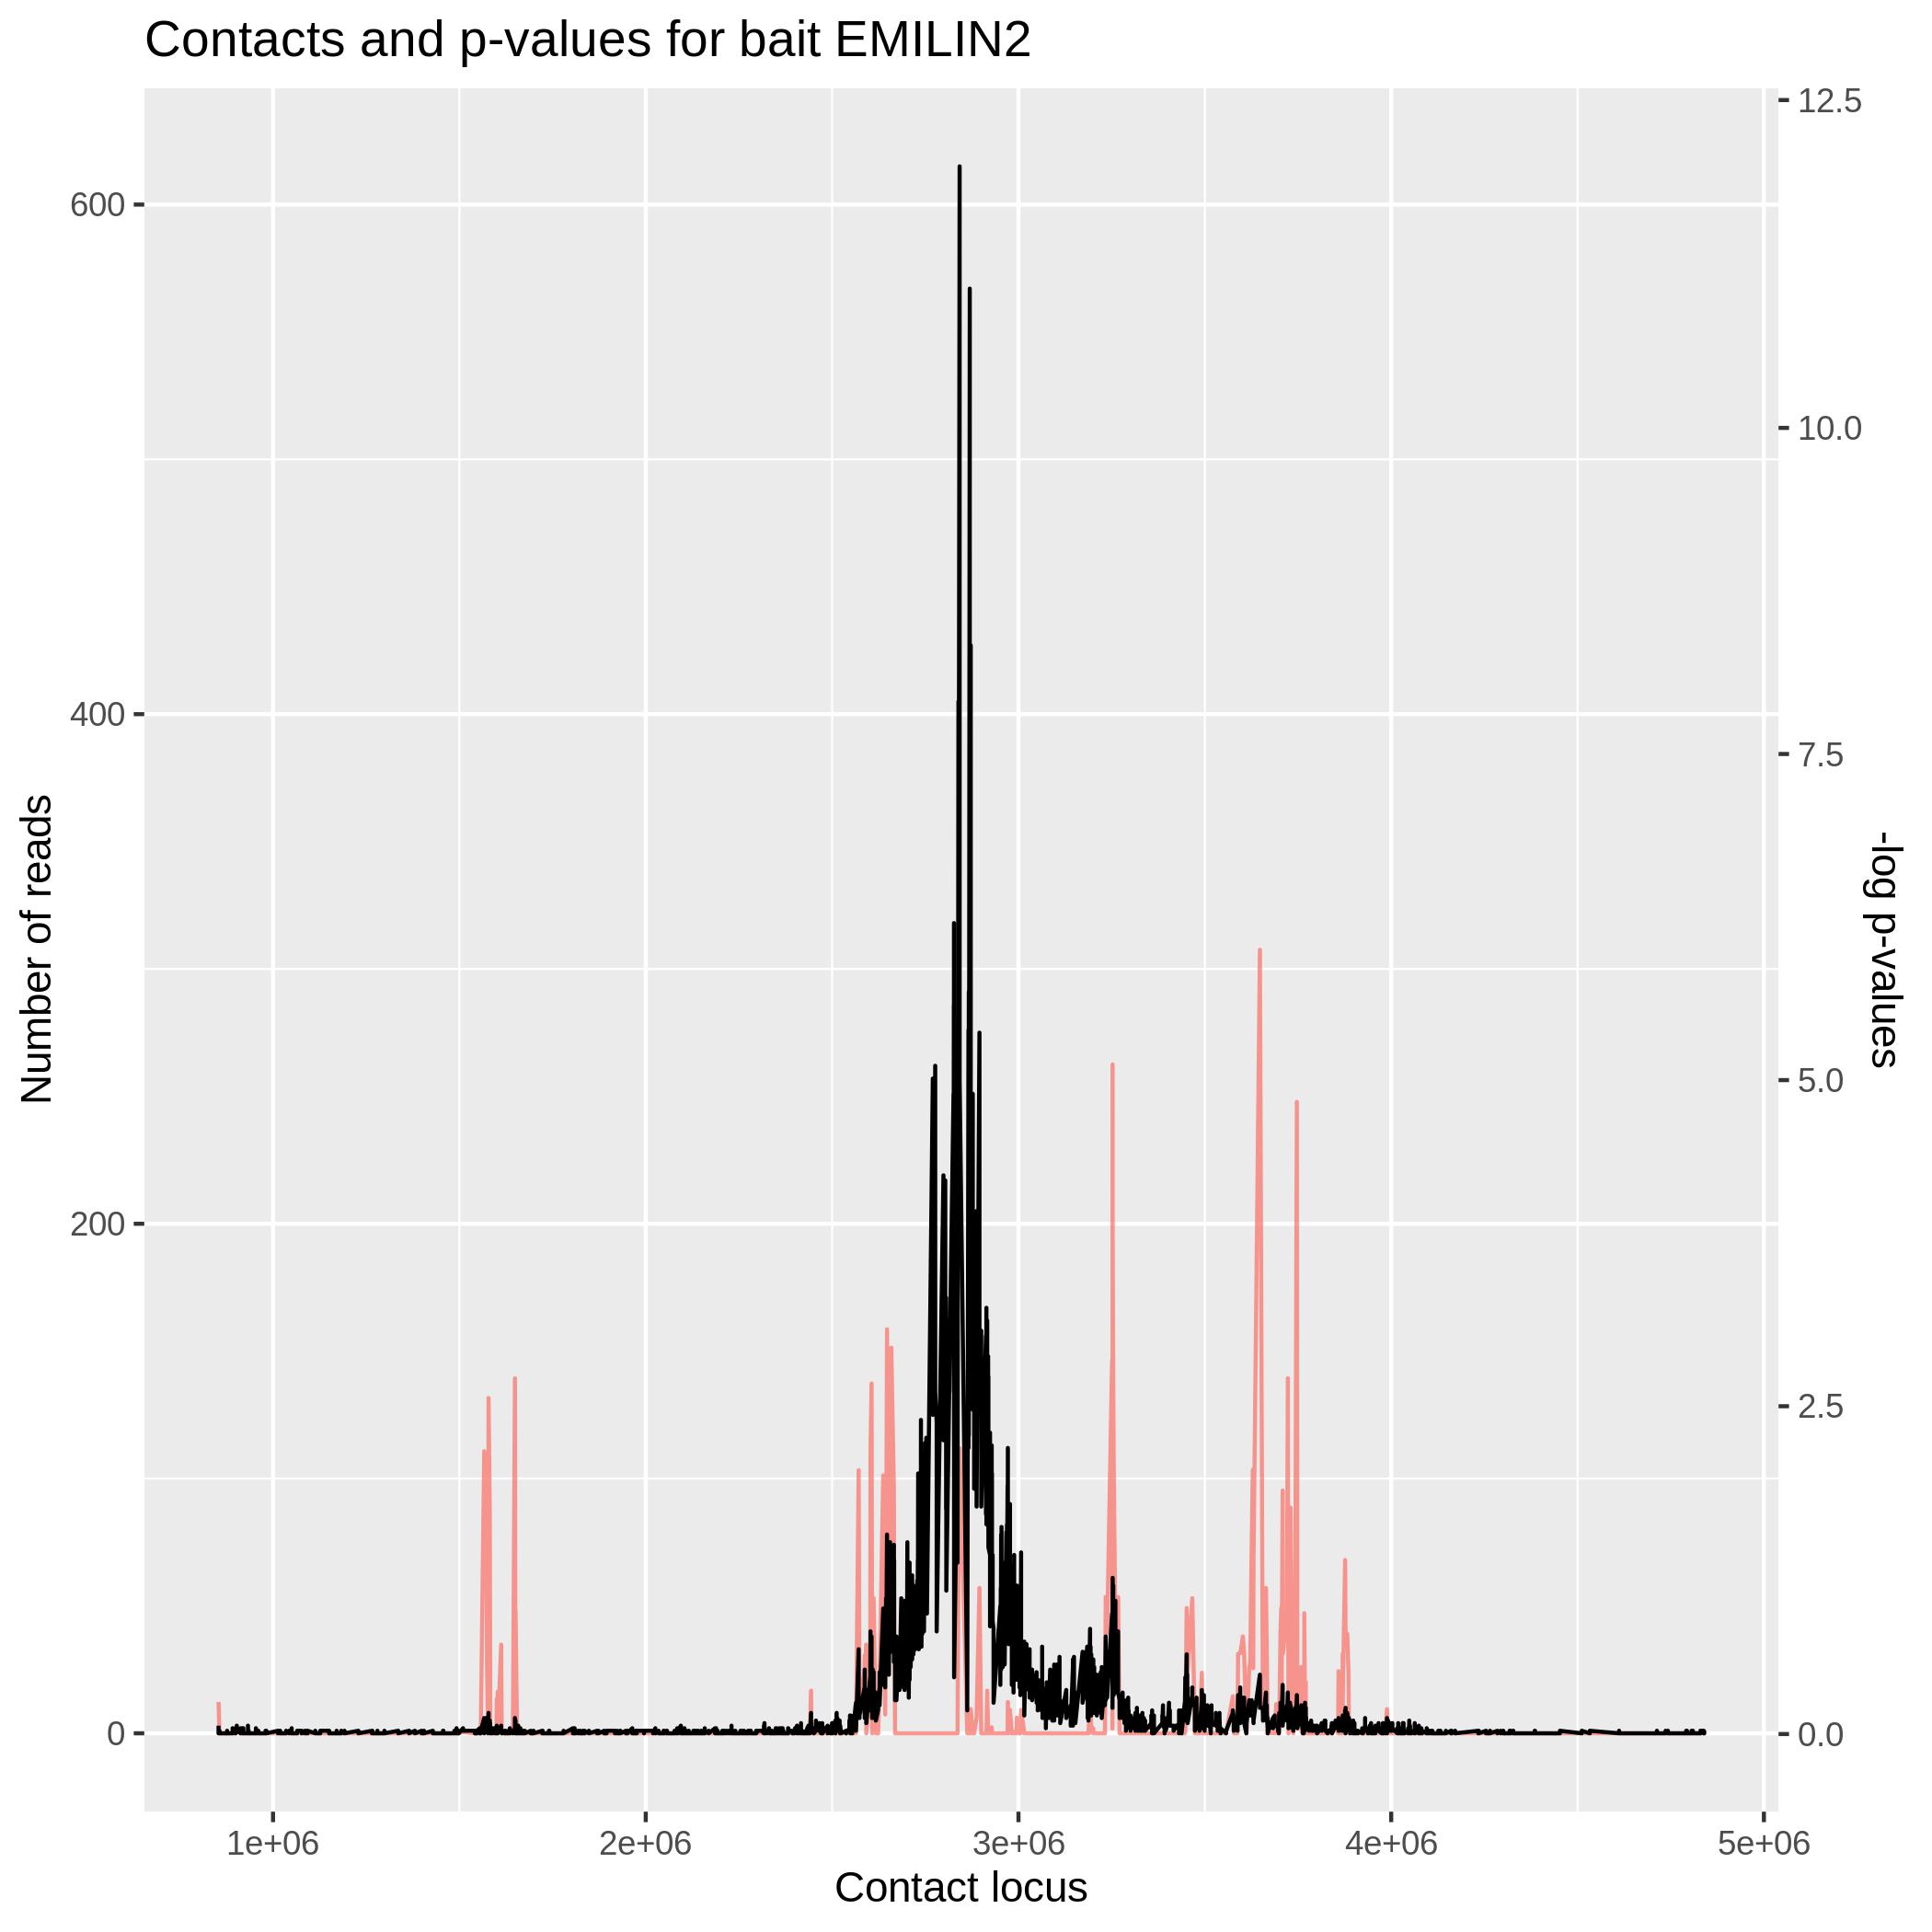 Contacts and p-values for bait EMILIN2
Number of reads
600
400
200
0
12.5
10.0
7.5
5.0
2.5
0.0
-log p-values
1e+06
2e+06
3e+06
4e+06
5e+06
Contact locus